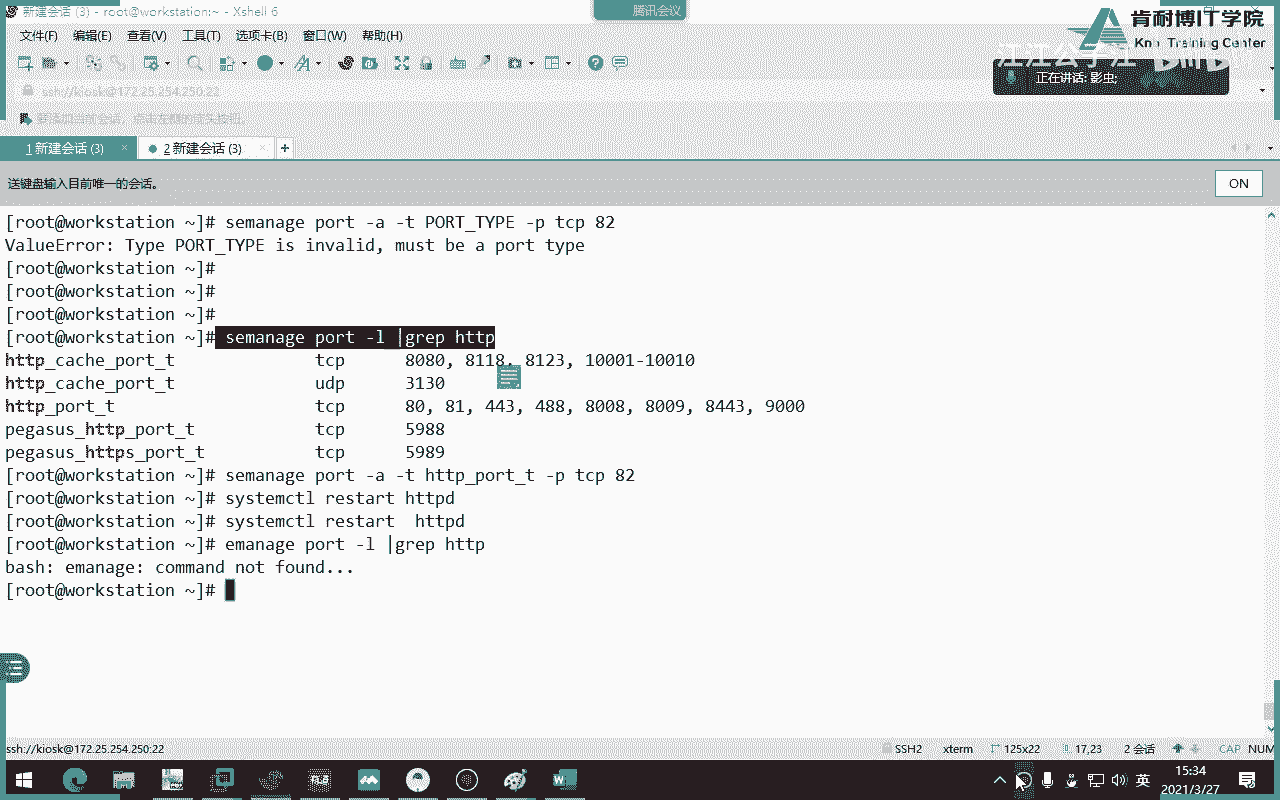 新建会话 (3) - root@workstation:~ - Xshell 6
腾讯会议
肯耐博IT学院
Training Center
江江公子江
文件(F) 编辑(E) 查看(V) 工具(T) 选项卡(B) 窗口(W) 帮助(H)
正在讲话: 影虫;
ssh://kiosk@172.25.254.250:22
要添加当前会话，点击左侧的箭头按钮。
1 新建会话 (3) × 2 新建会话 (3) × +
送键盘输入目前唯一的会话。 ON
[root@workstation ~]# semanage port -a -t PORT_TYPE -p tcp 82
ValueError: Type PORT_TYPE is invalid, must be a port type
[root@workstation ~]#
[root@workstation ~]#
[root@workstation ~]#
[root@workstation ~]# semanage port -l |grep http
http_cache_port_t tcp 8080, 8118, 8123, 10001-10010
http_cache_port_t udp 3130
http_port_t tcp 80, 81, 443, 488, 8008, 8009, 8443, 9000
pegasus_http_port_t tcp 5988
pegasus_https_port_t tcp 5989
[root@workstation ~]# semanage port -a -t http_port_t -p tcp 82
[root@workstation ~]# systemctl restart httpd
[root@workstation ~]# systemctl restart  httpd
[root@workstation ~]# emanage port -l |grep http
bash: emanage: command not found...
[root@workstation ~]#
ssh://kiosk@172.25.254.250:22 SSH2 xterm 125x22 17,23 2 会话 CAP NUM
英 15:34
2021/3/27